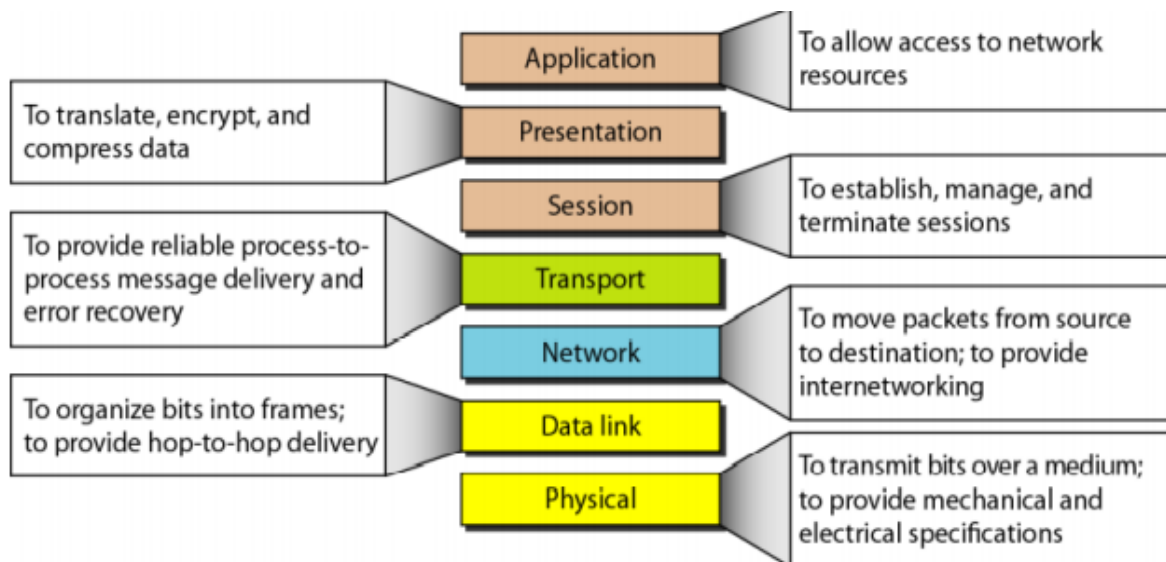 Application
To allow access to network
resources
To translate, encrypt, and
compress data
Presentation
Session
To establish, manage, and
terminate sessions
To provide reliable process-to-
process message delivery and
error recovery
Transport
Network
To move packets from source
to destination; to provide
internetworking
To organize bits into frames;
to provide hop-to-hop delivery
Data link
Physical
To transmit bits over a medium;
to provide mechanical and
electrical specifications